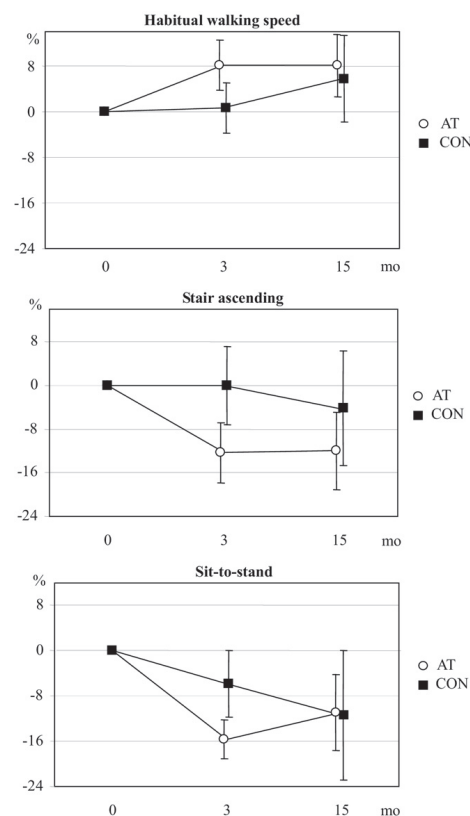 Habitual walking speed
%
8
0
-8
-16
-24
0 3 15 mo
AT
CON
Stair ascending
%
8
0
-8
-16
-24
0 3 15 mo
AT
CON
Sit-to-stand
%
8
0
-8
-16
-24
0 3 15 mo
AT
CON